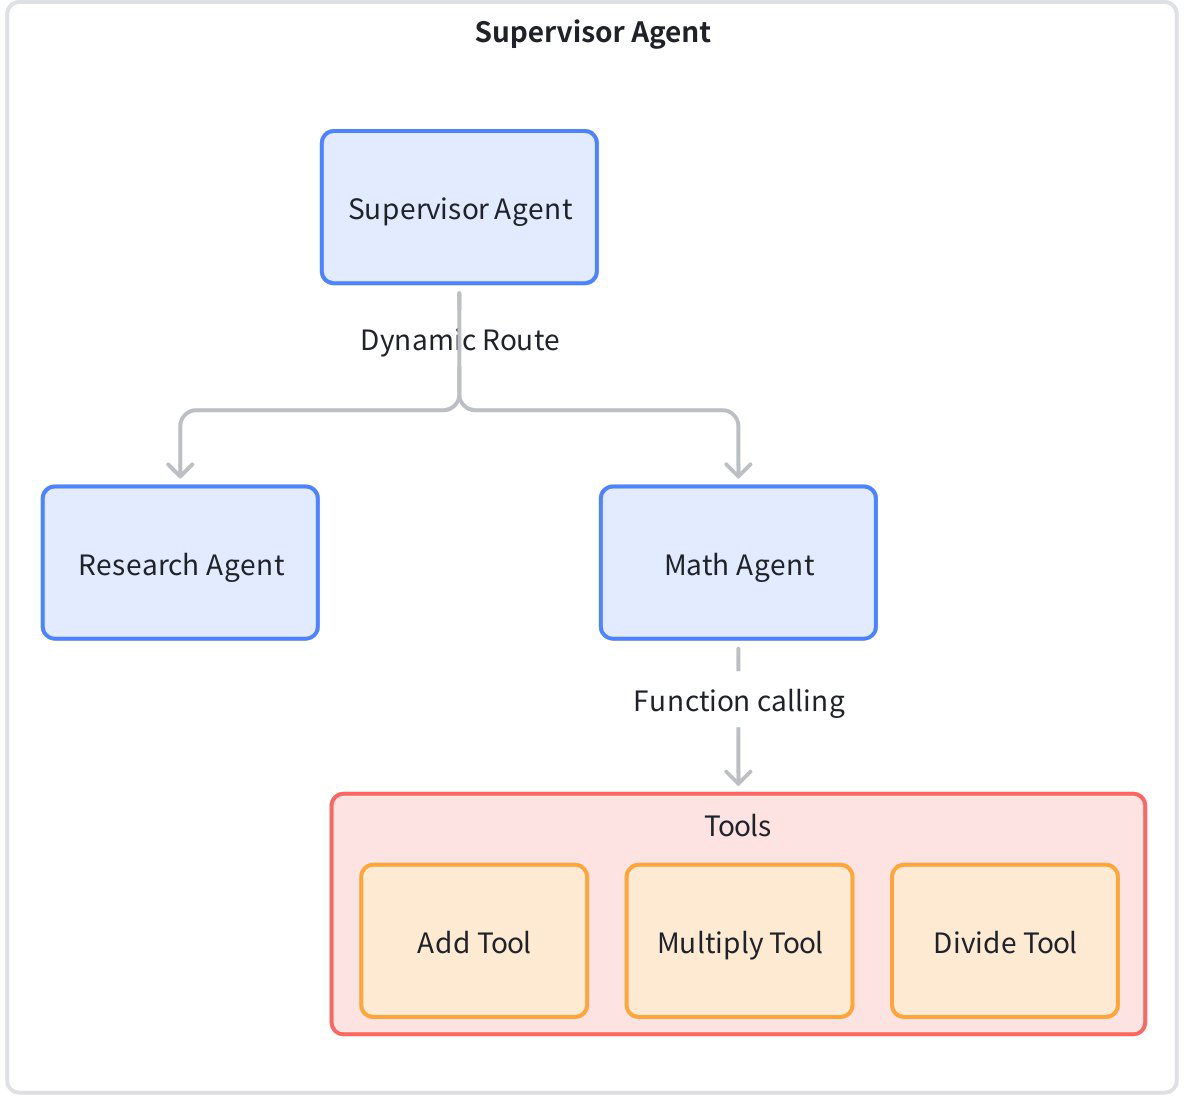 Supervisor Agent
Supervisor Agent
Dynamic Route
Research Agent
Math Agent
Function calling
Tools
Add Tool
Multiply Tool
Divide Tool